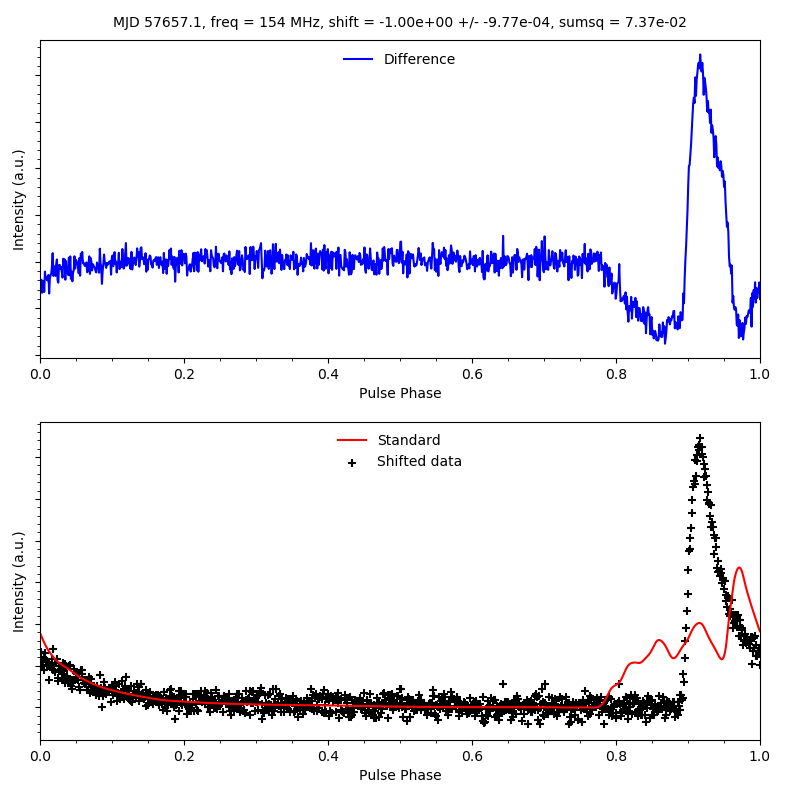 MJD 57657.1, freq = 154 MHz, shift = -1.00e+00 +/- -9.77e-04, sumsq = 7.37e-02
Difference
Intensity (a.u.)
0.0 0.2 0.4 0.6 0.8 1.0
Pulse Phase
Standard
Shifted data
Intensity (a.u.)
0.0 0.2 0.4 0.6 0.8 1.0
Pulse Phase